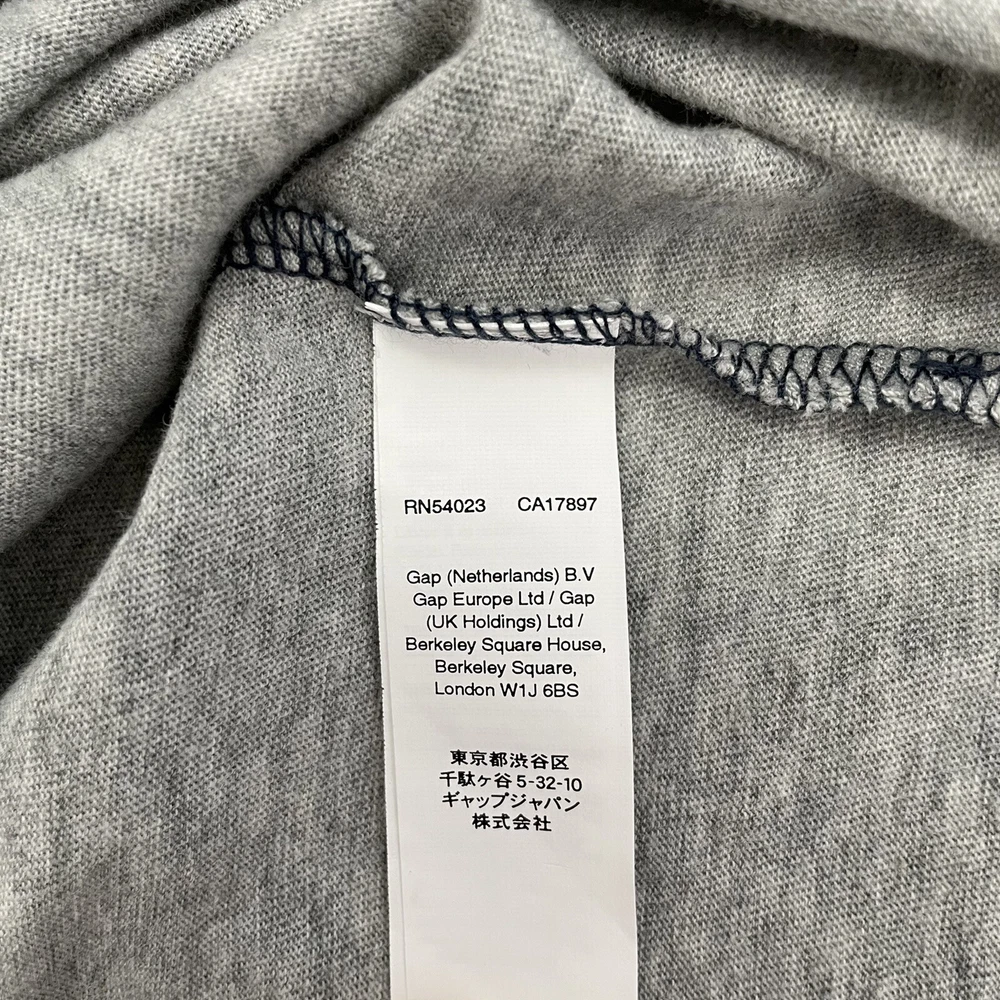 RN54023 CA17897
Gap (Netherlands) B.V
Gap Europe Ltd / Gap
(UK Holdings) Ltd /
Berkeley Square House,
Berkeley Square,
London W1J 6BS
東京都渋谷区
千駄ヶ谷 5-32-10
ギャップジャパン
株式会社